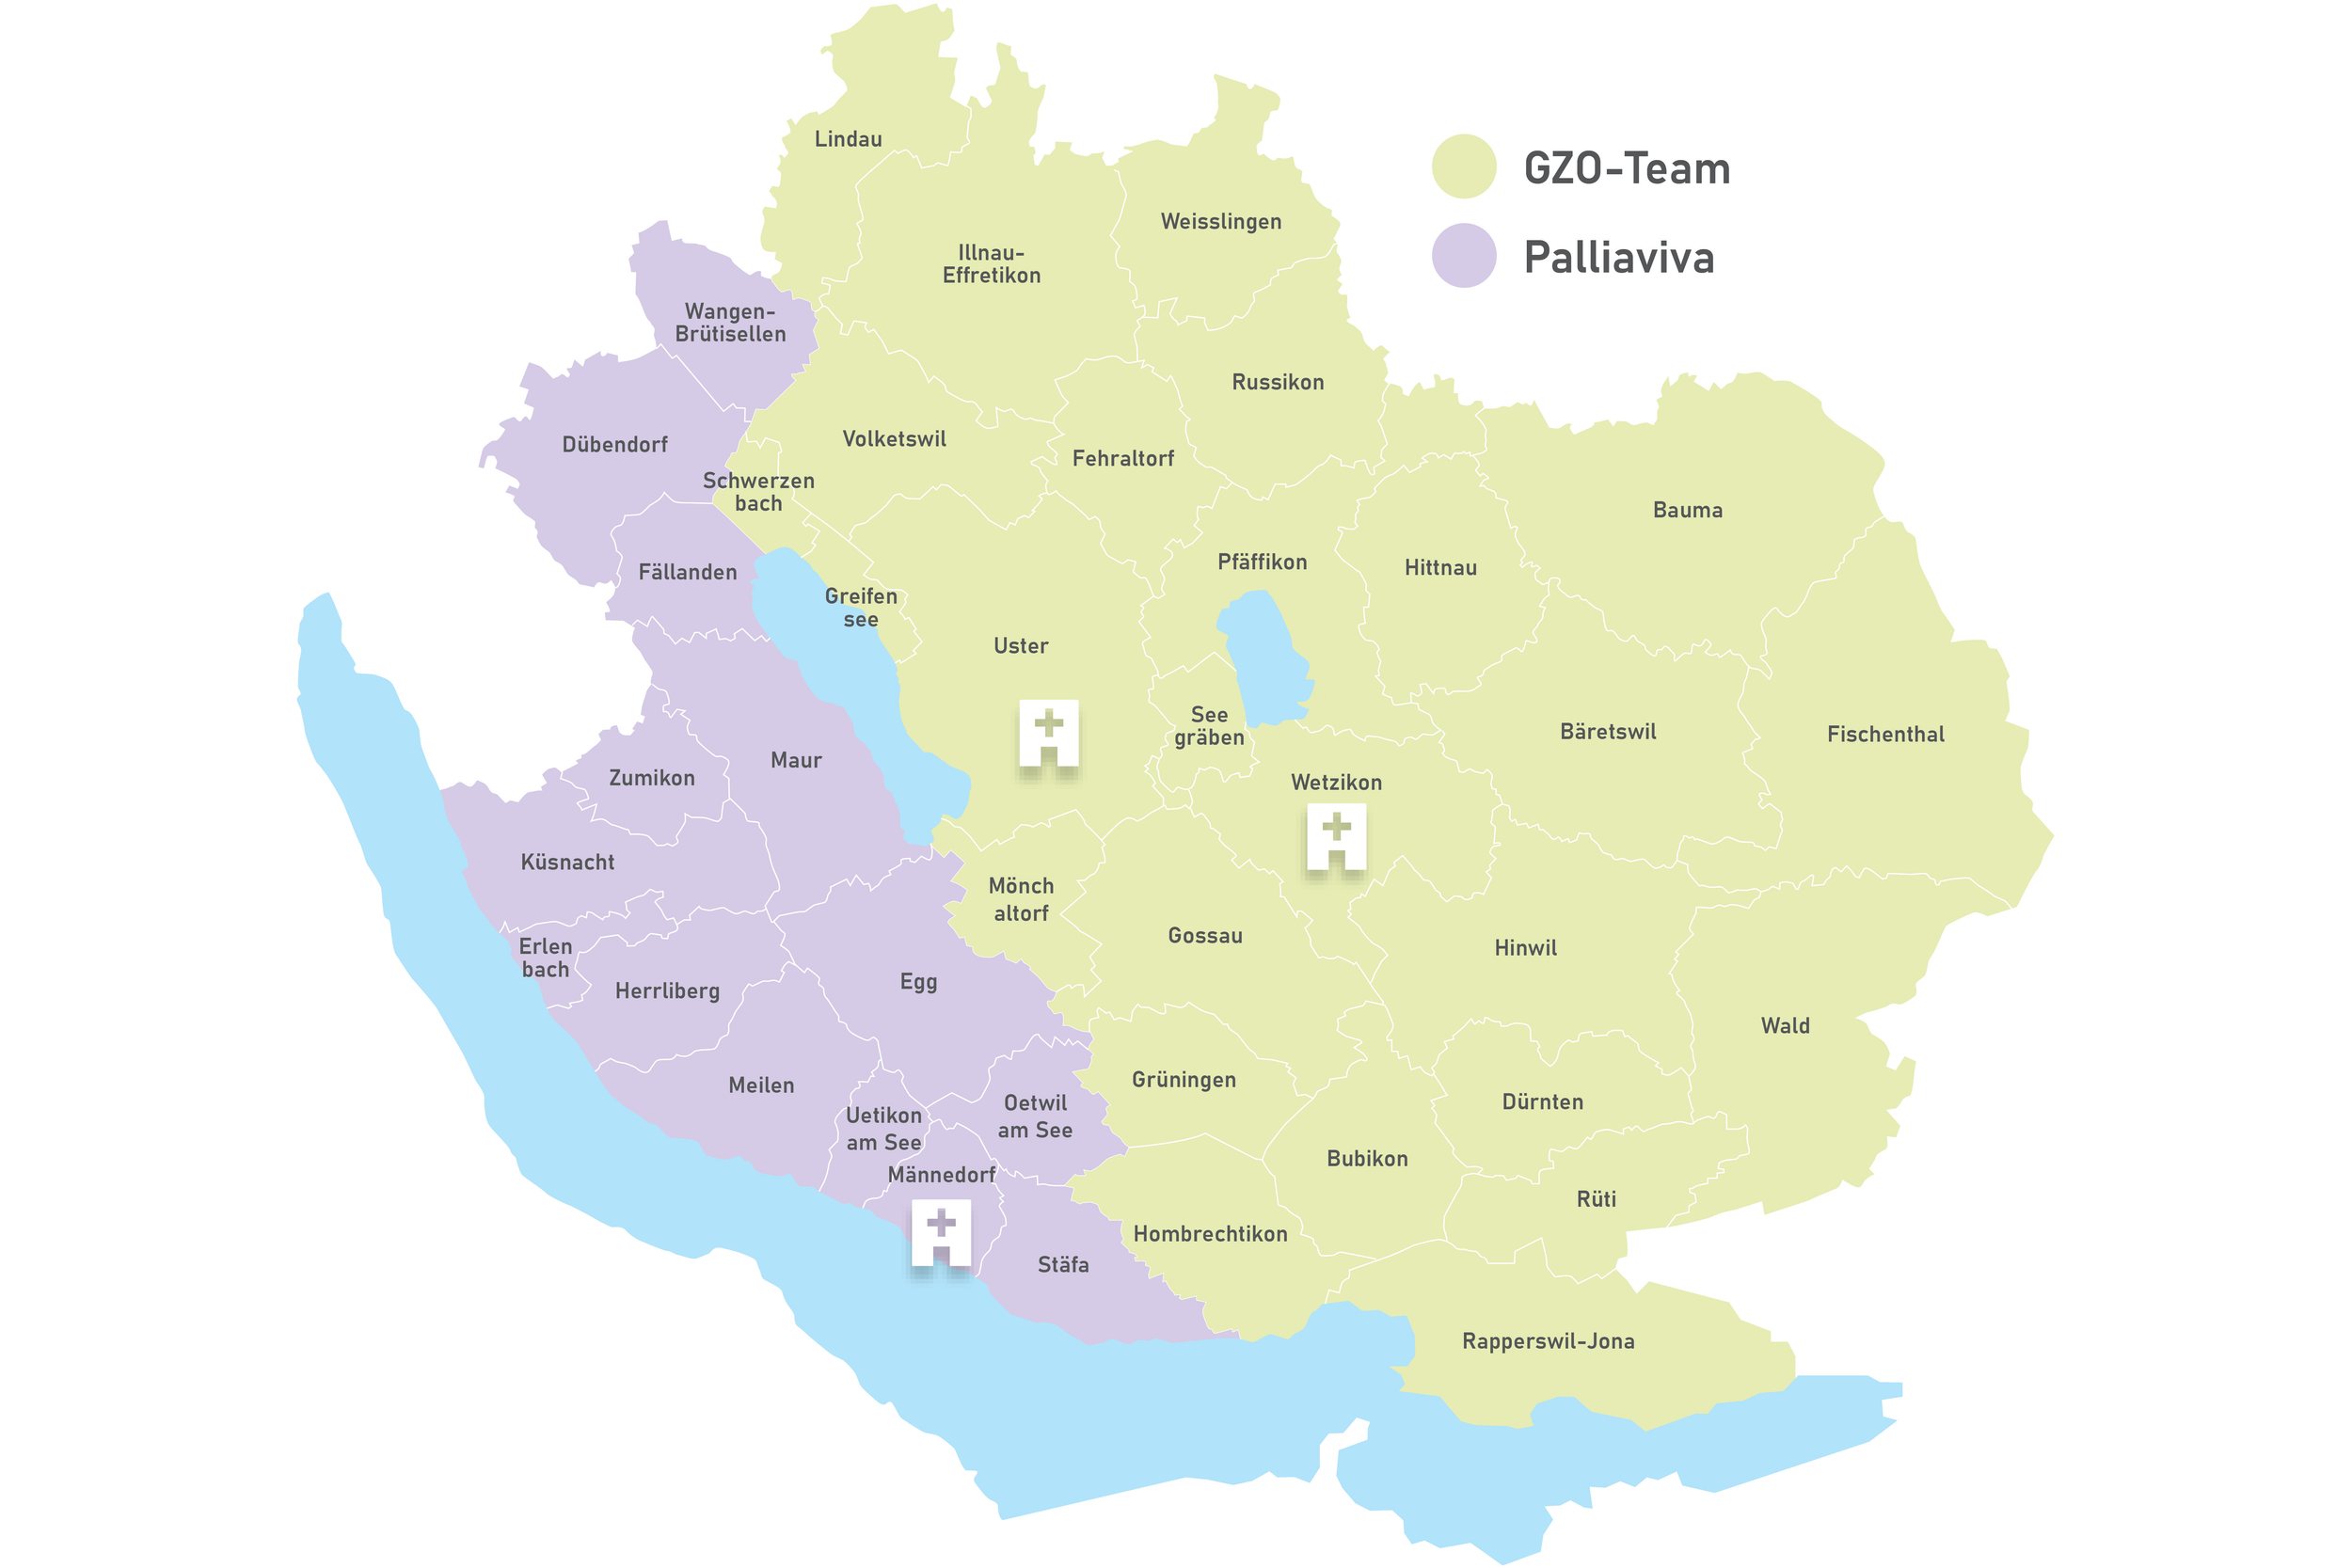 GZO-Team
Palliaviva
Lindau
Weisslingen
Illnau-
Effretikon
Wangen-
Brütisellen
Russikon
Volketswil
Dübendorf
Fehraltorf
Schwerzen
bach
Bauma
Pfäffikon
Hittnau
Fällanden
Greifen
see
Uster
See
gräben
Bäretswil
Fischenthal
Maur
Zumikon
Wetzikon
Küsnacht
Mönch
altorf
Gossau
Hinwil
Erlen
bach
Herrliberg
Egg
Wald
Meilen
Grüningen
Dürnten
Uetikon
am See
Oetwil
am See
Bubikon
Männedorf
Rüti
Hombrechtikon
Stäfa
Rapperswil-Jona